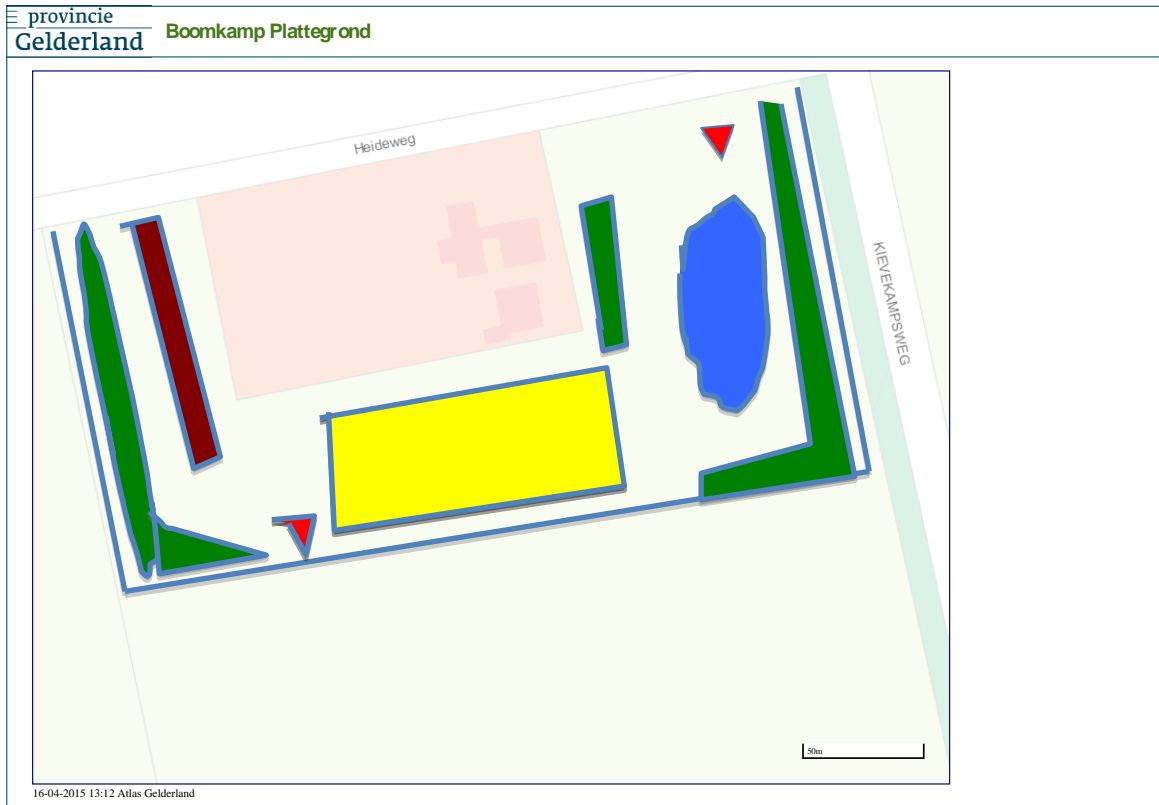 provincie
Gelderland
Boomkamp Plattegrond
Heideweg
KIEVEKAMPSWEG
50m
16-04-2015 13:12 Atlas Gelderland